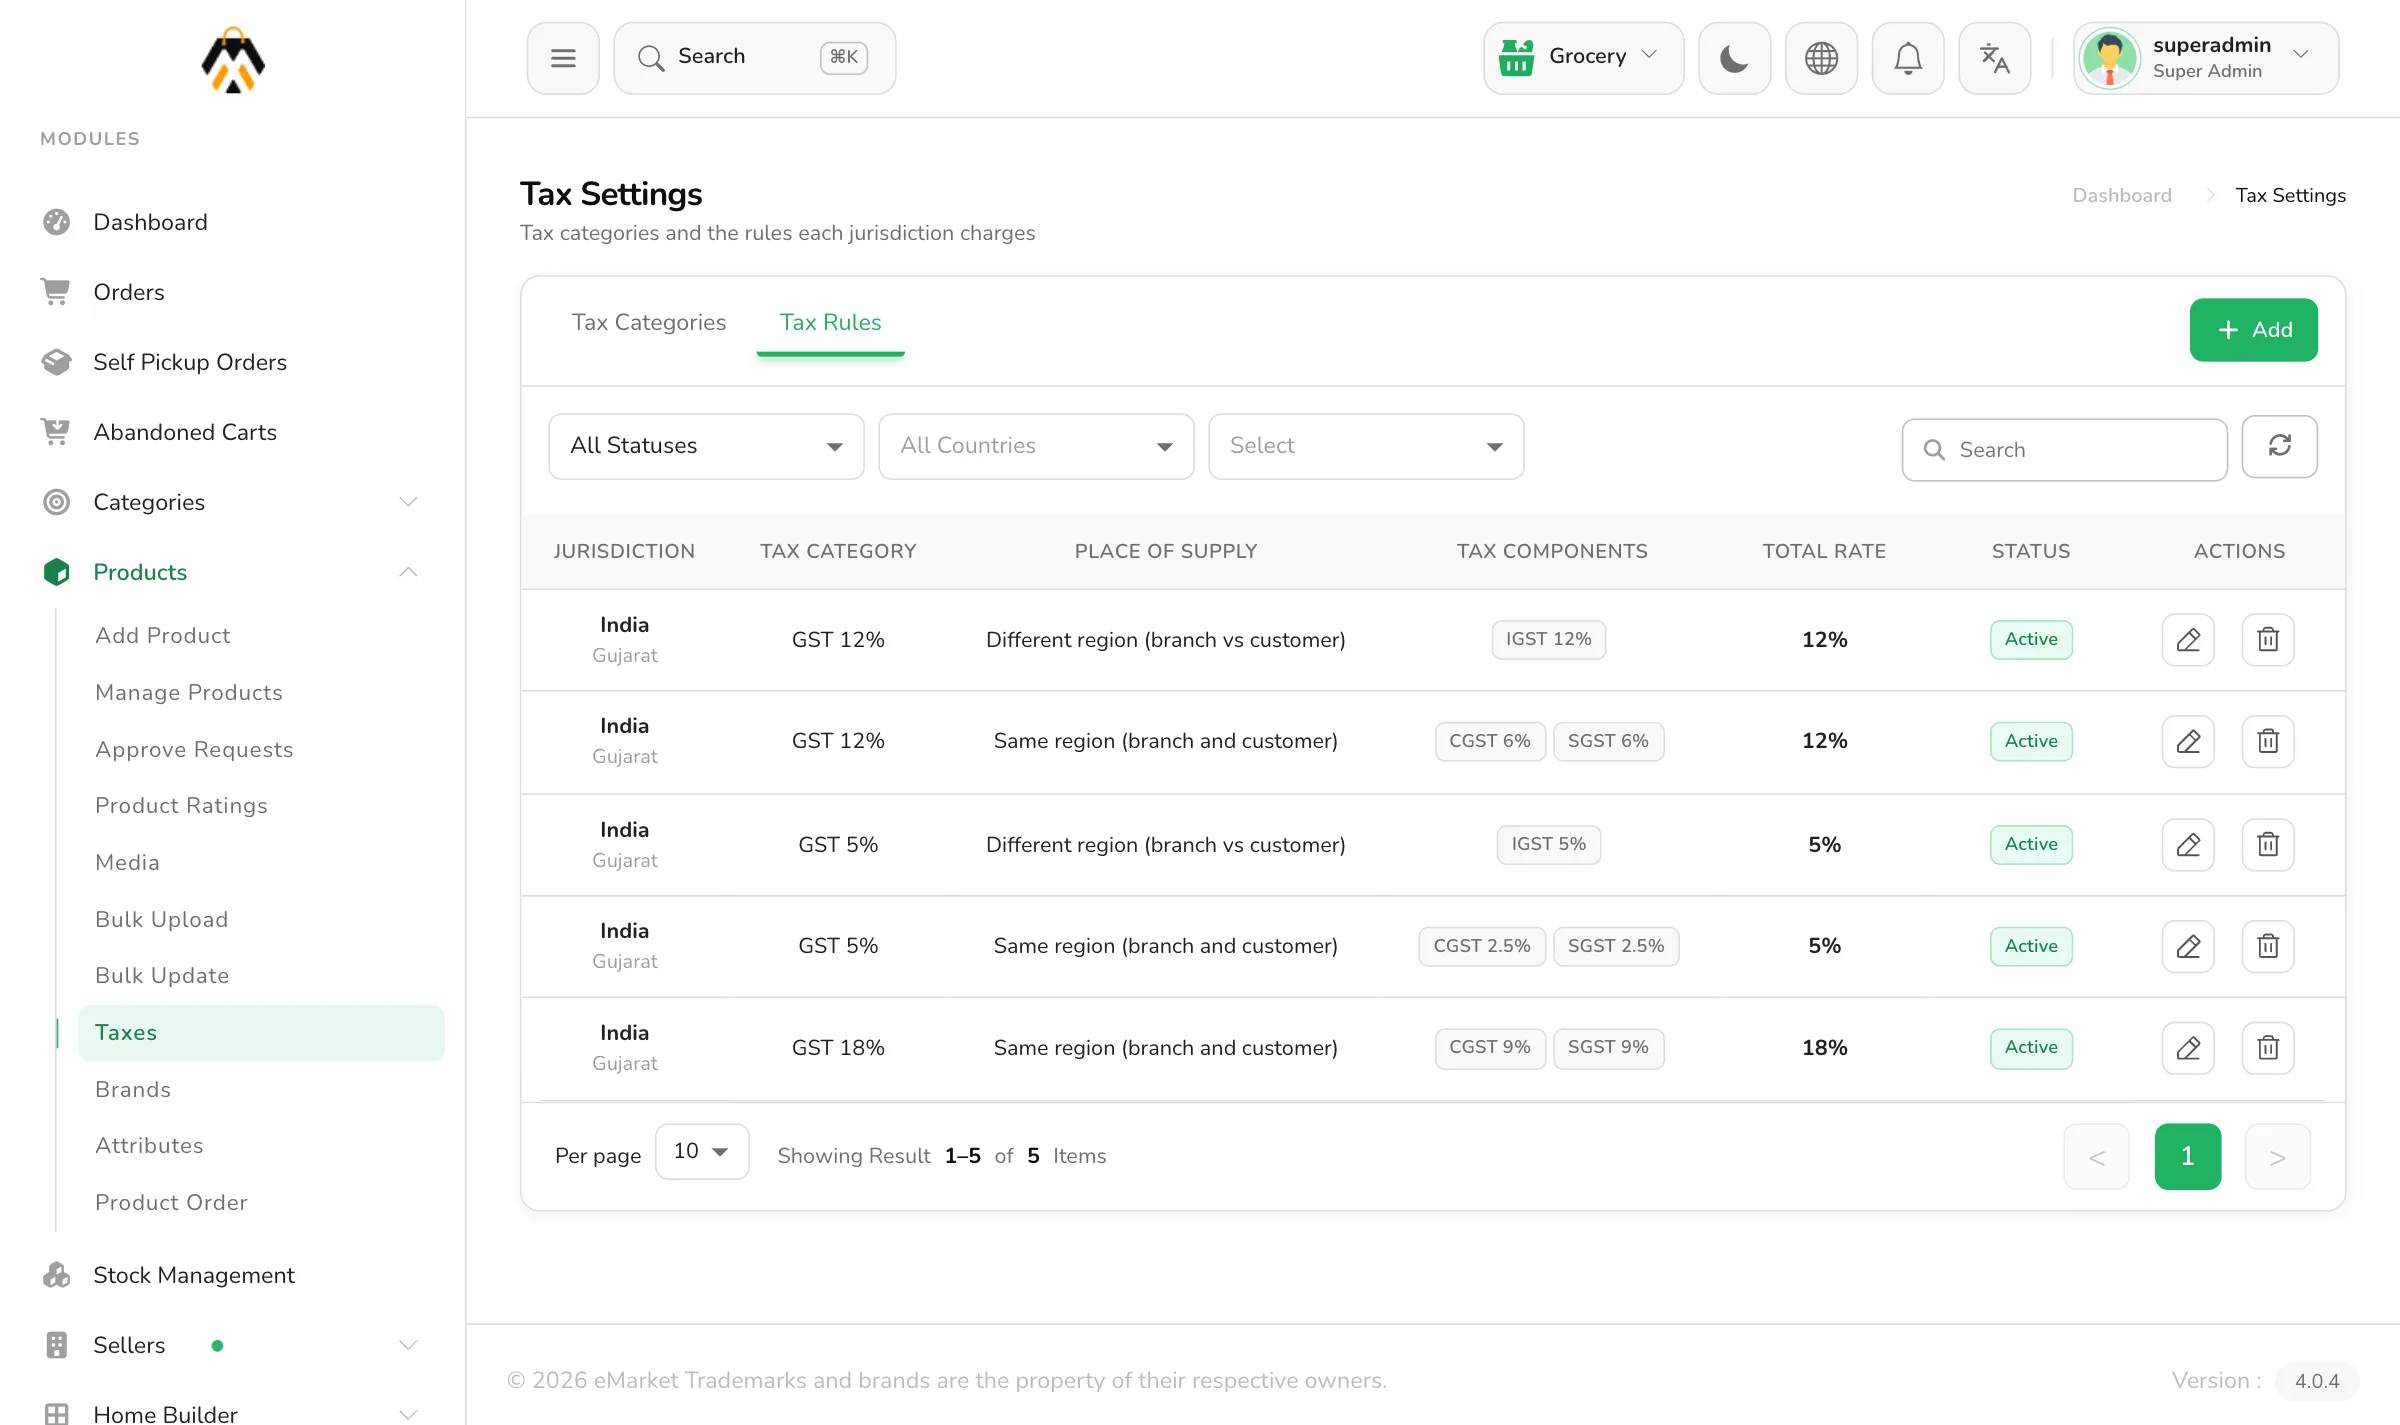 MODULES
Dashboard
Orders
Self Pickup Orders
Abandoned Carts
Categories
Products
Add Product
Manage Products
Approve Requests
Product Ratings
Media
Bulk Upload
Bulk Update
Taxes
Brands
Attributes
Product Order
Stock Management
Sellers
Home Builder
Search ⌘K
Grocery
superadmin
Super Admin
Tax Settings
Tax categories and the rules each jurisdiction charges
Dashboard > Tax Settings
Tax Categories Tax Rules
+ Add
All Statuses All Countries Select Search
JURISDICTION TAX CATEGORY PLACE OF SUPPLY TAX COMPONENTS TOTAL RATE STATUS ACTIONS
India
Gujarat
GST 12% Different region (branch vs customer) IGST 12% 12% Active
India
Gujarat
GST 12% Same region (branch and customer) CGST 6% SGST 6% 12% Active
India
Gujarat
GST 5% Different region (branch vs customer) IGST 5% 5% Active
India
Gujarat
GST 5% Same region (branch and customer) CGST 2.5% SGST 2.5% 5% Active
India
Gujarat
GST 18% Same region (branch and customer) CGST 9% SGST 9% 18% Active
Per page 10 Showing Result 1–5 of 5 Items
< 1 >
© 2026 eMarket Trademarks and brands are the property of their respective owners.
Version : 4.0.4